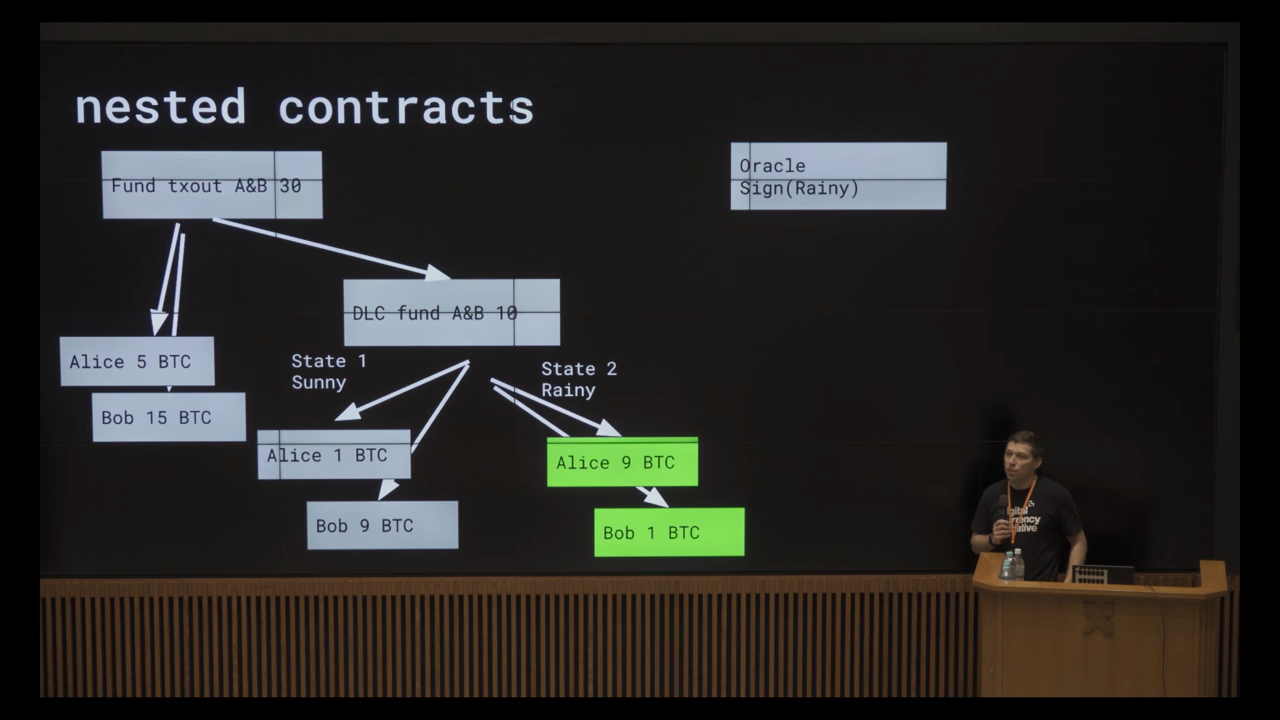 nested contracts
Fund txout A&B 30
Oracle
Sign(Rainy)
DLC fund A&B 10
Alice 5 BTC
Bob 15 BTC
State 1
Sunny
State 2
Rainy
Alice 1 BTC
Bob 9 BTC
Alice 9 BTC
Bob 1 BTC